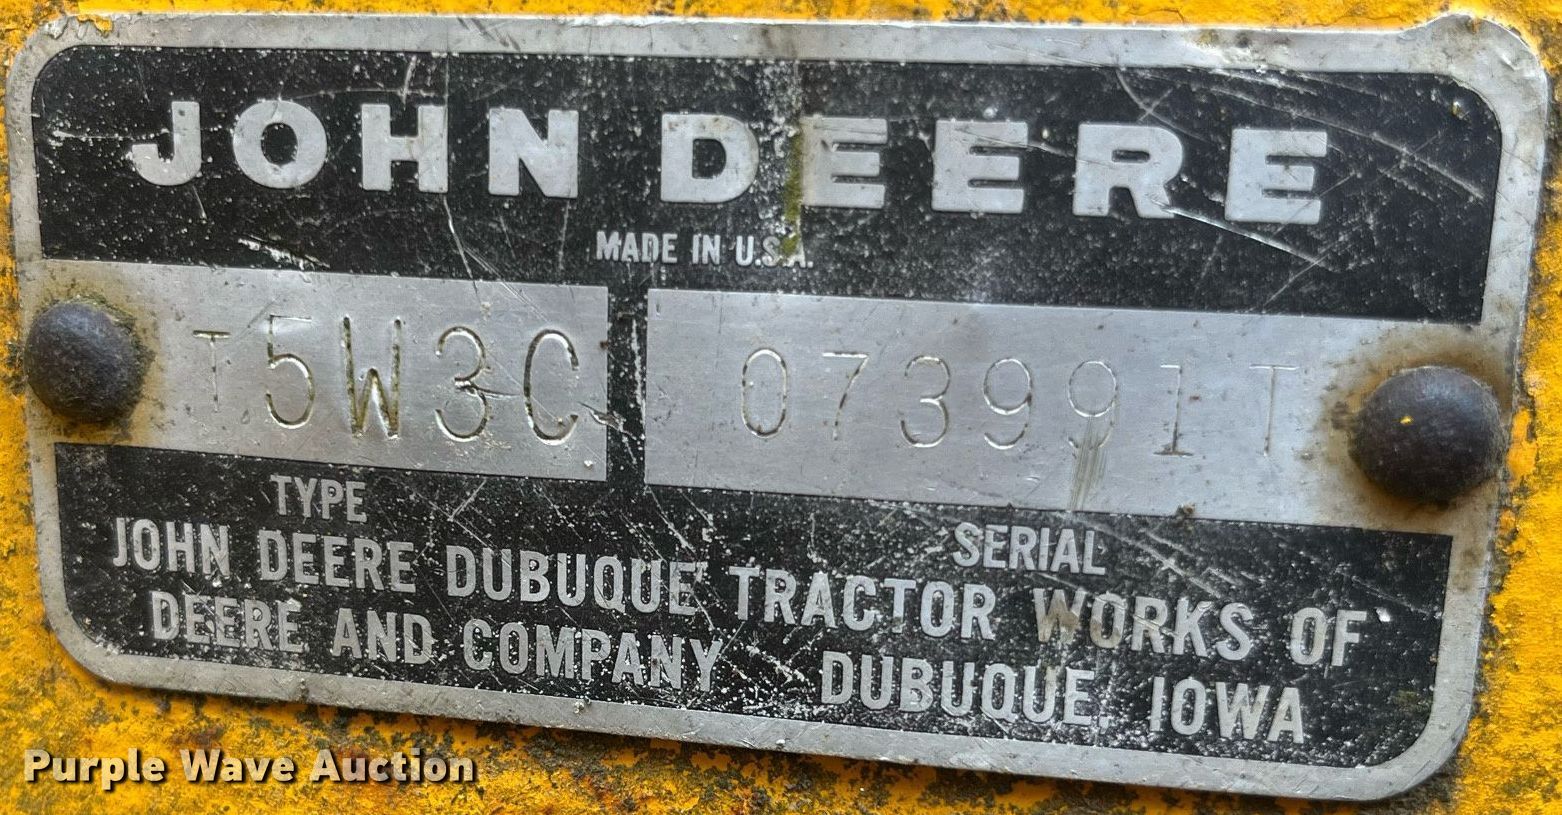 JOHN DEERE
MADE IN U.S.A.
T5W3C 073991T
TYPE SERIAL
JOHN DEERE DUBUQUE TRACTOR WORKS OF
DEERE AND COMPANY DUBUQUE, IOWA
Purple Wave Auction